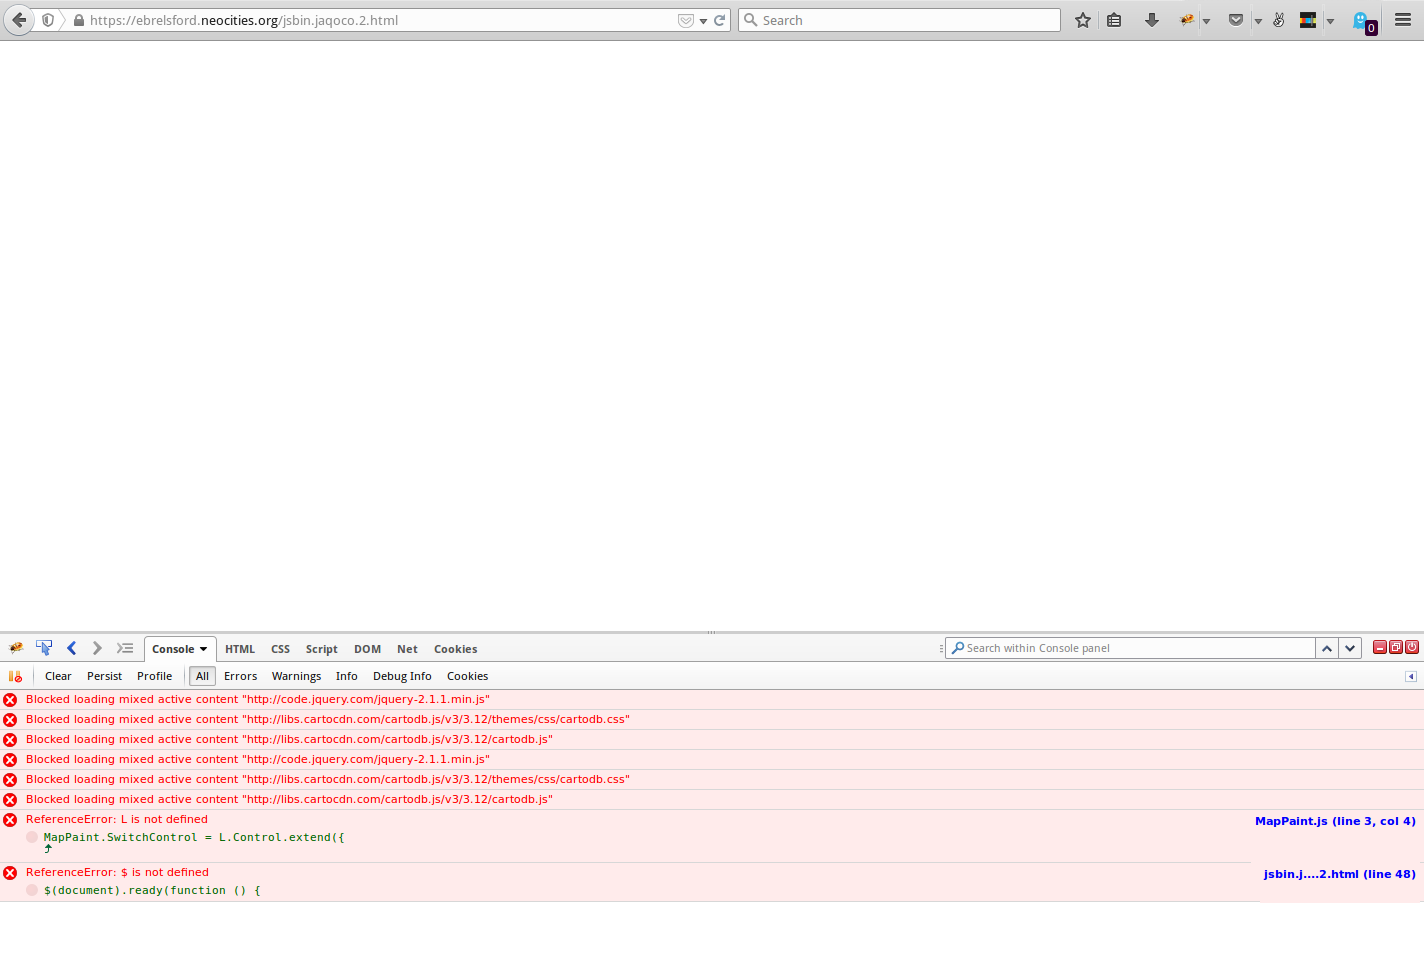 https://ebrelsford.neocities.org/jsbin.jaqoco.2.html
Search
0
Console
HTML
CSS
Script
DOM
Net
Cookies
Search within Console panel
Clear
Persist
Profile
All
Errors
Warnings
Info
Debug Info
Cookies
Blocked loading mixed active content "http://code.jquery.com/jquery-2.1.1.min.js"
Blocked loading mixed active content "http://libs.cartocdn.com/cartodb.js/v3/3.12/themes/css/cartodb.css"
Blocked loading mixed active content "http://libs.cartocdn.com/cartodb.js/v3/3.12/cartodb.js"
Blocked loading mixed active content "http://code.jquery.com/jquery-2.1.1.min.js"
Blocked loading mixed active content "http://libs.cartocdn.com/cartodb.js/v3/3.12/themes/css/cartodb.css"
Blocked loading mixed active content "http://libs.cartocdn.com/cartodb.js/v3/3.12/cartodb.js"
ReferenceError: L is not defined
MapPaint.js (line 3, col 4)
MapPaint.SwitchControl = L.Control.extend({
ReferenceError: $ is not defined
jsbin.j....2.html (line 48)
$(document).ready(function () {